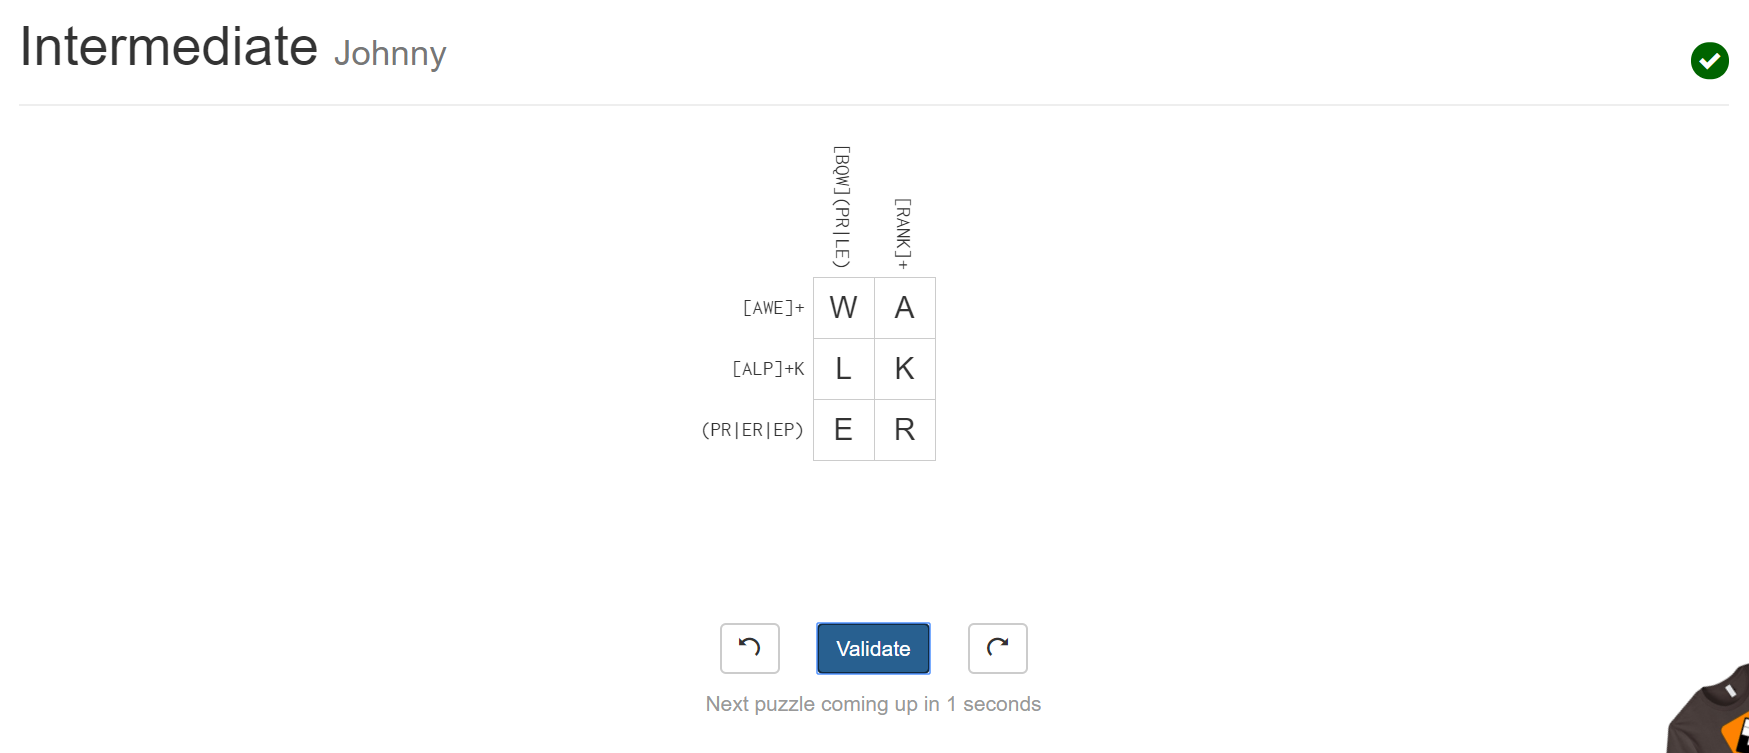 Intermediate Johnny
[BQW](PR|LE)
[RANK]+
[AWE]+ W A
[ALP]+K L K
(PR|ER|EP) E R
Validate
Next puzzle coming up in 1 seconds